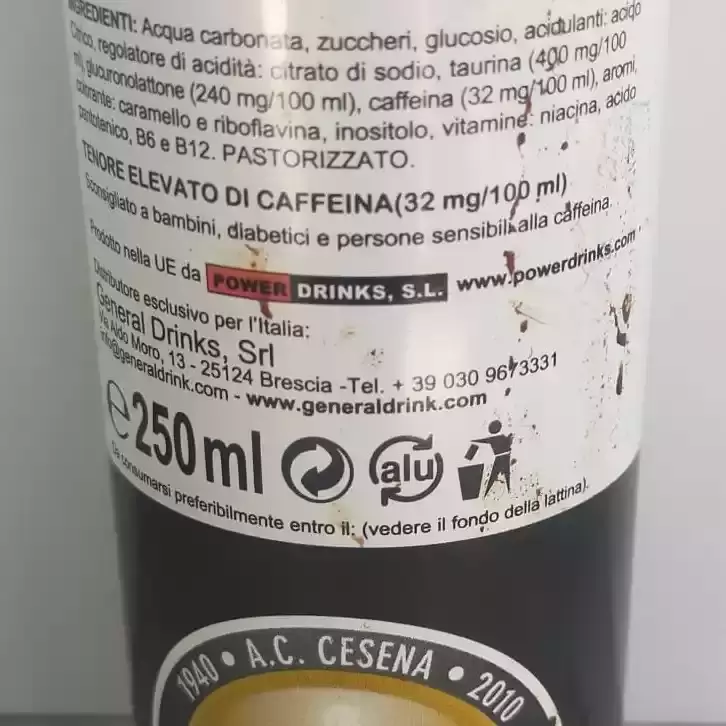 INGREDIENTI: Acqua carbonata, zuccheri, glucosio, acidulanti: acido
citrico, regolatore di acidità: citrato di sodio, taurina (400 mg/100
ml), glucuronolattone (240 mg/100 ml), caffeina (32 mg/100 ml), aromi,
colorante: caramello e riboflavina, inositolo, vitamine: niacina, acido
pantotenico, B6 e B12. PASTORIZZATO.
TENORE ELEVATO DI CAFFEINA(32 mg/100 ml)
Sconsigliato a bambini, diabetici e persone sensibili alla caffeina.
Prodotto nella UE da POWER DRINKS, S.L. www.powerdrinks.com
Distributore esclusivo per l'Italia:
General Drinks, Srl
Via Aldo Moro, 13 - 25124 Brescia -Tel. + 39 030 9673331
info@generaldrink.com - www.generaldrink.com
e250 ml alu
Da consumarsi preferibilmente entro il: (vedere il fondo della lattina).
1940 • A.C. CESENA • 2010